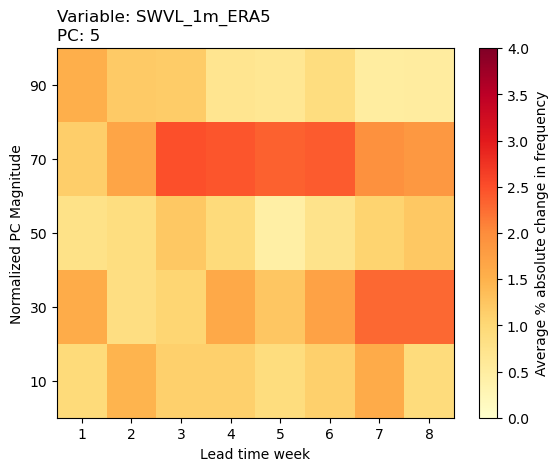 Variable: SWVL_1m_ERA5
PC: 5
Normalized PC Magnitude
90
70
50
30
10
1 2 3 4 5 6 7 8
Lead time week
4.0
3.5
3.0
2.5
2.0
1.5
1.0
0.5
0.0
Average % absolute change in frequency